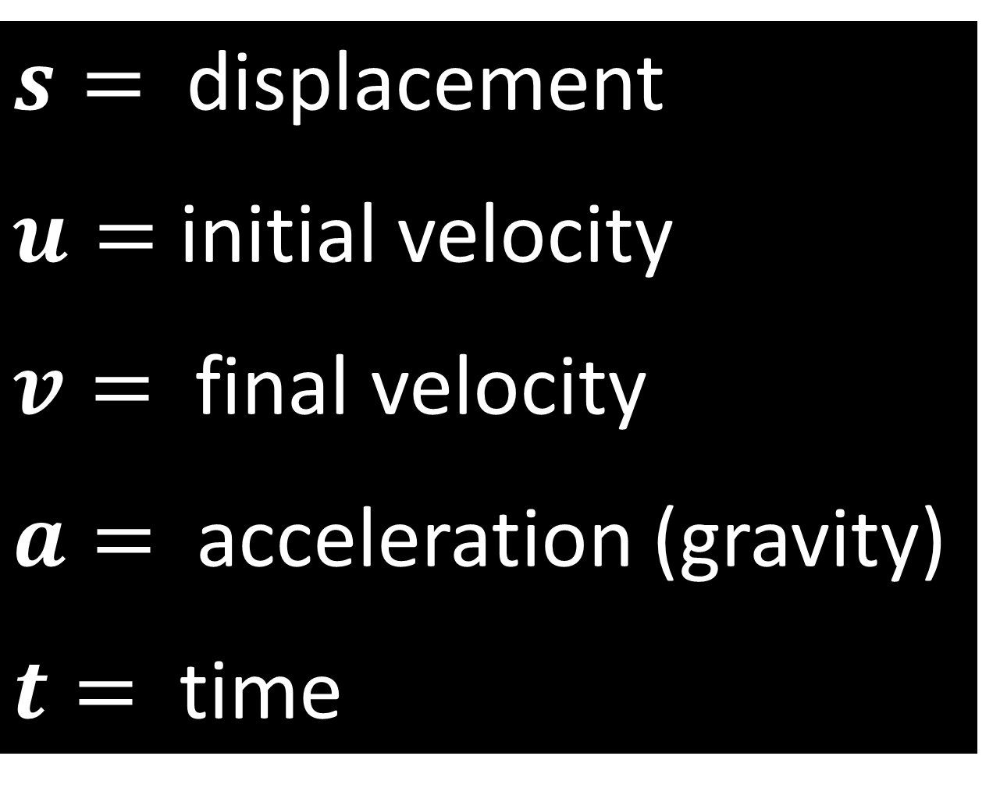 s = displacement
u = initial velocity
v = final velocity
a = acceleration (gravity)
t = time